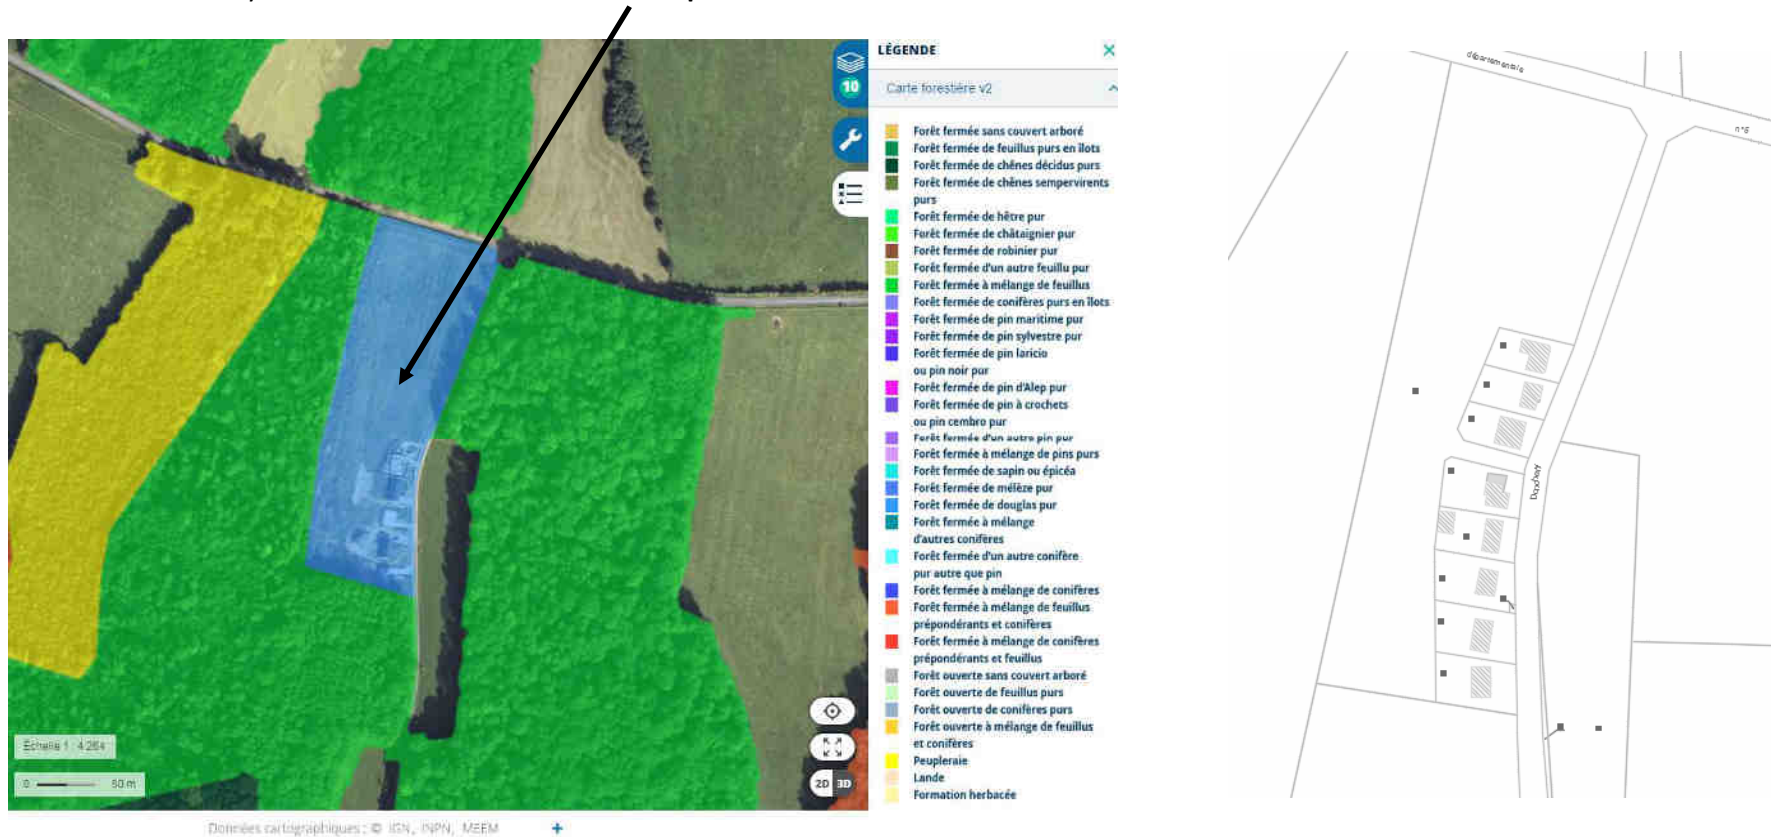 10
LÉGENDE
Carte forestière v2
Forêt fermée sans couvert arboré
Forêt fermée de feuillus purs en îlots
Forêt fermée de chênes décidus purs
Forêt fermée de chênes sempervirents
purs
Forêt fermée de hêtre pur
Forêt fermée de châtaignier pur
Forêt fermée de robinier pur
Forêt fermée d'un autre feuillu pur
Forêt fermée à mélange de feuillus
Forêt fermée de conifères purs en îlots
Forêt fermée de pin maritime pur
Forêt fermée de pin sylvestre pur
Forêt fermée de pin laricio
ou pin noir pur
Forêt fermée de pin d'Alep pur
Forêt fermée de pin à crochets
ou pin cembro pur
Forêt fermée d'un autre pin pur
Forêt fermée à mélange de pins purs
Forêt fermée de sapin ou épicéa
Forêt fermée de mélèze pur
Forêt fermée de douglas pur
Forêt fermée à mélange
d'autres conifères
Forêt fermée d'un autre conifère
pur autre que pin
Forêt fermée à mélange de conifères
Forêt fermée à mélange de feuillus
prépondérants et conifères
Forêt fermée à mélange de conifères
prépondérants et feuillus
Forêt ouverte sans couvert arboré
Forêt ouverte de feuillus purs
Forêt ouverte de conifères purs
Forêt ouverte à mélange de feuillus
et conifères
Peupleraie
Lande
Formation herbacée
Échelle 1 : 4 264
0 50 m
2D 3D
Données cartographiques : © IGN, INPN, MEEM
départementale
n°6